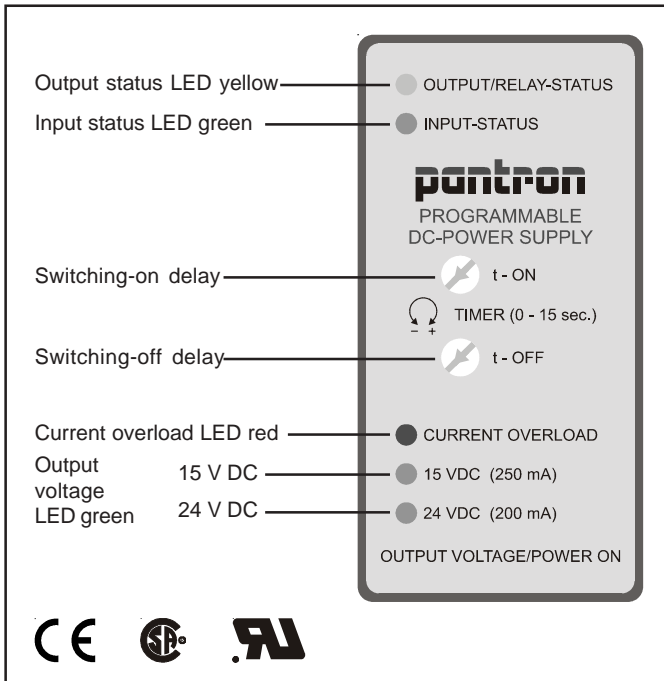 Output status LED yellow
OUTPUT/RELAY-STATUS
Input status LED green
INPUT-STATUS
pantron
PROGRAMMABLE
DC-POWER SUPPLY
Switching-on delay
t - ON
TIMER (0 - 15 sec.)
- +
Switching-off delay
t - OFF
Current overload LED red
CURRENT OVERLOAD
Output
voltage
LED green
15 V DC
15 VDC (250 mA)
24 V DC
24 VDC (200 mA)
OUTPUT VOLTAGE/POWER ON
CE SA RU